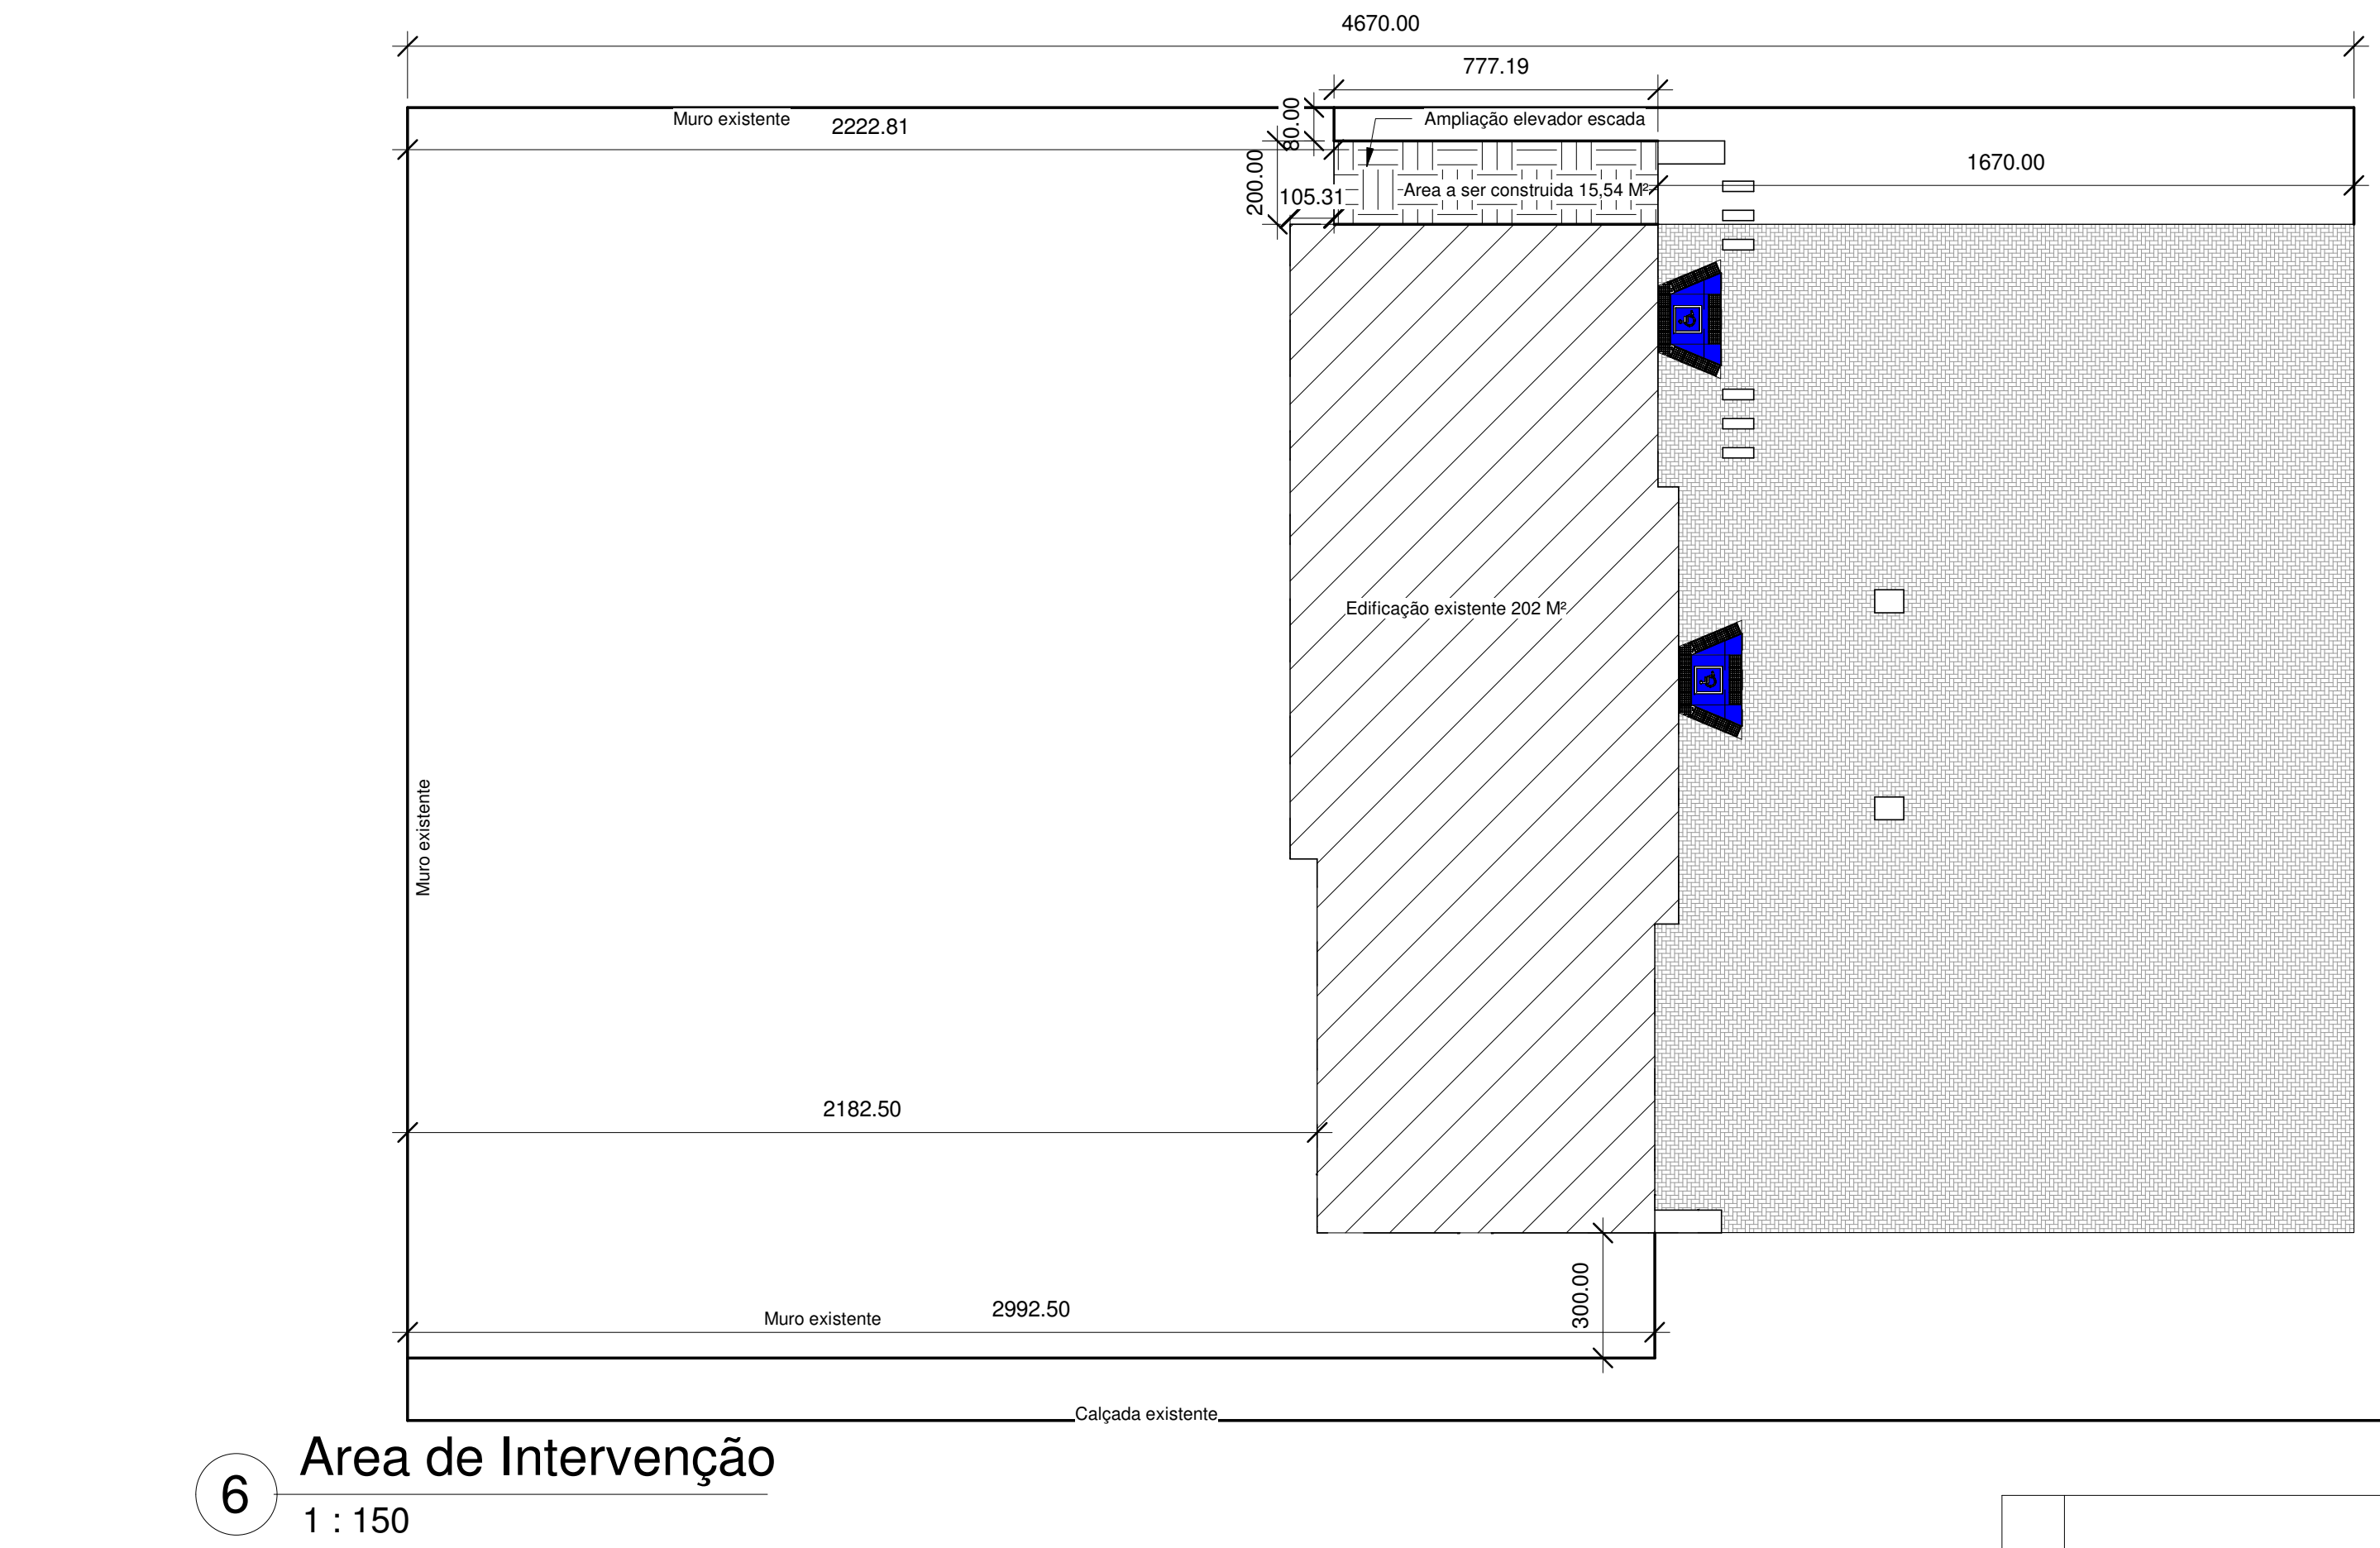 4670.00
777.19
Muro existente
2222.81
80.00
Ampliação elevador escada
200.00
105.31
Area a ser construida 15,54 M²
1670.00
Edificação existente 202 M²
Muro existente
2182.50
300.00
Muro existente
2992.50
Calçada existente
6
Area de Intervenção
1 : 150